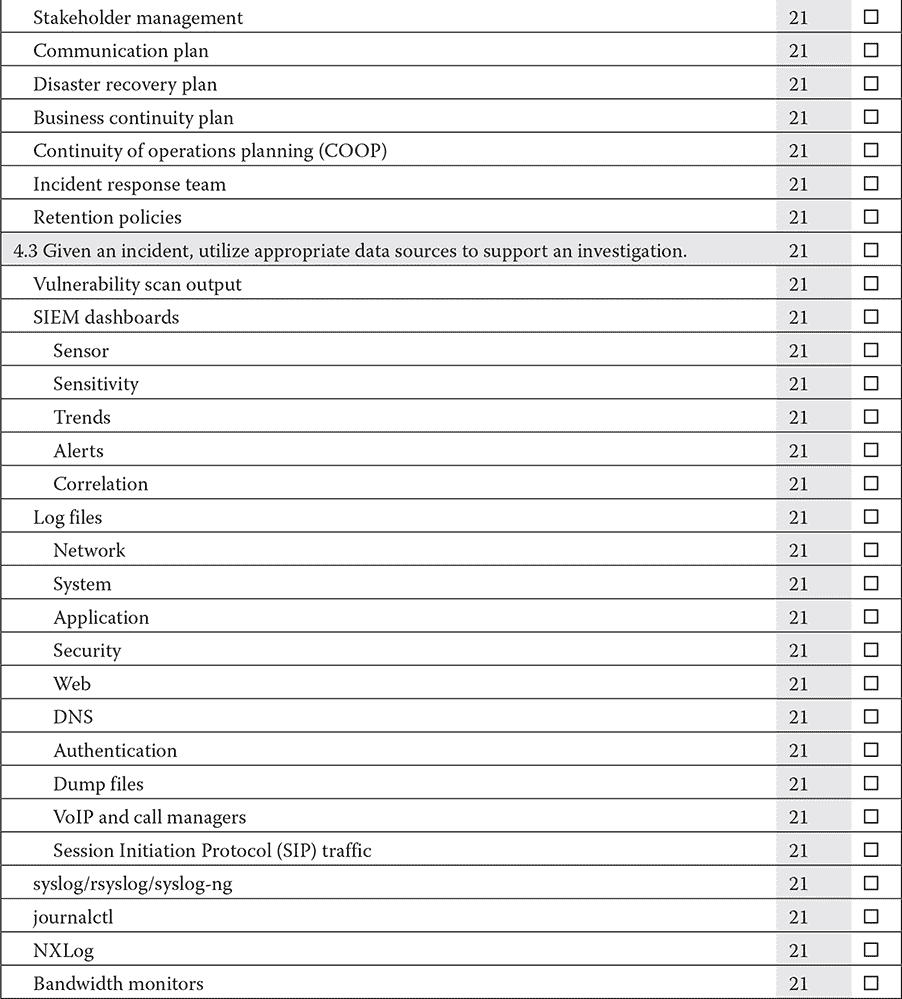 Stakeholder management 21 ☐
Communication plan 21 ☐
Disaster recovery plan 21 ☐
Business continuity plan 21 ☐
Continuity of operations planning (COOP) 21 ☐
Incident response team 21 ☐
Retention policies 21 ☐
4.3 Given an incident, utilize appropriate data sources to support an investigation. 21 ☐
Vulnerability scan output 21 ☐
SIEM dashboards 21 ☐
Sensor 21 ☐
Sensitivity 21 ☐
Trends 21 ☐
Alerts 21 ☐
Correlation 21 ☐
Log files 21 ☐
Network 21 ☐
System 21 ☐
Application 21 ☐
Security 21 ☐
Web 21 ☐
DNS 21 ☐
Authentication 21 ☐
Dump files 21 ☐
VoIP and call managers 21 ☐
Session Initiation Protocol (SIP) traffic 21 ☐
syslog/rsyslog/syslog-ng 21 ☐
journalctl 21 ☐
NXLog 21 ☐
Bandwidth monitors 21 ☐